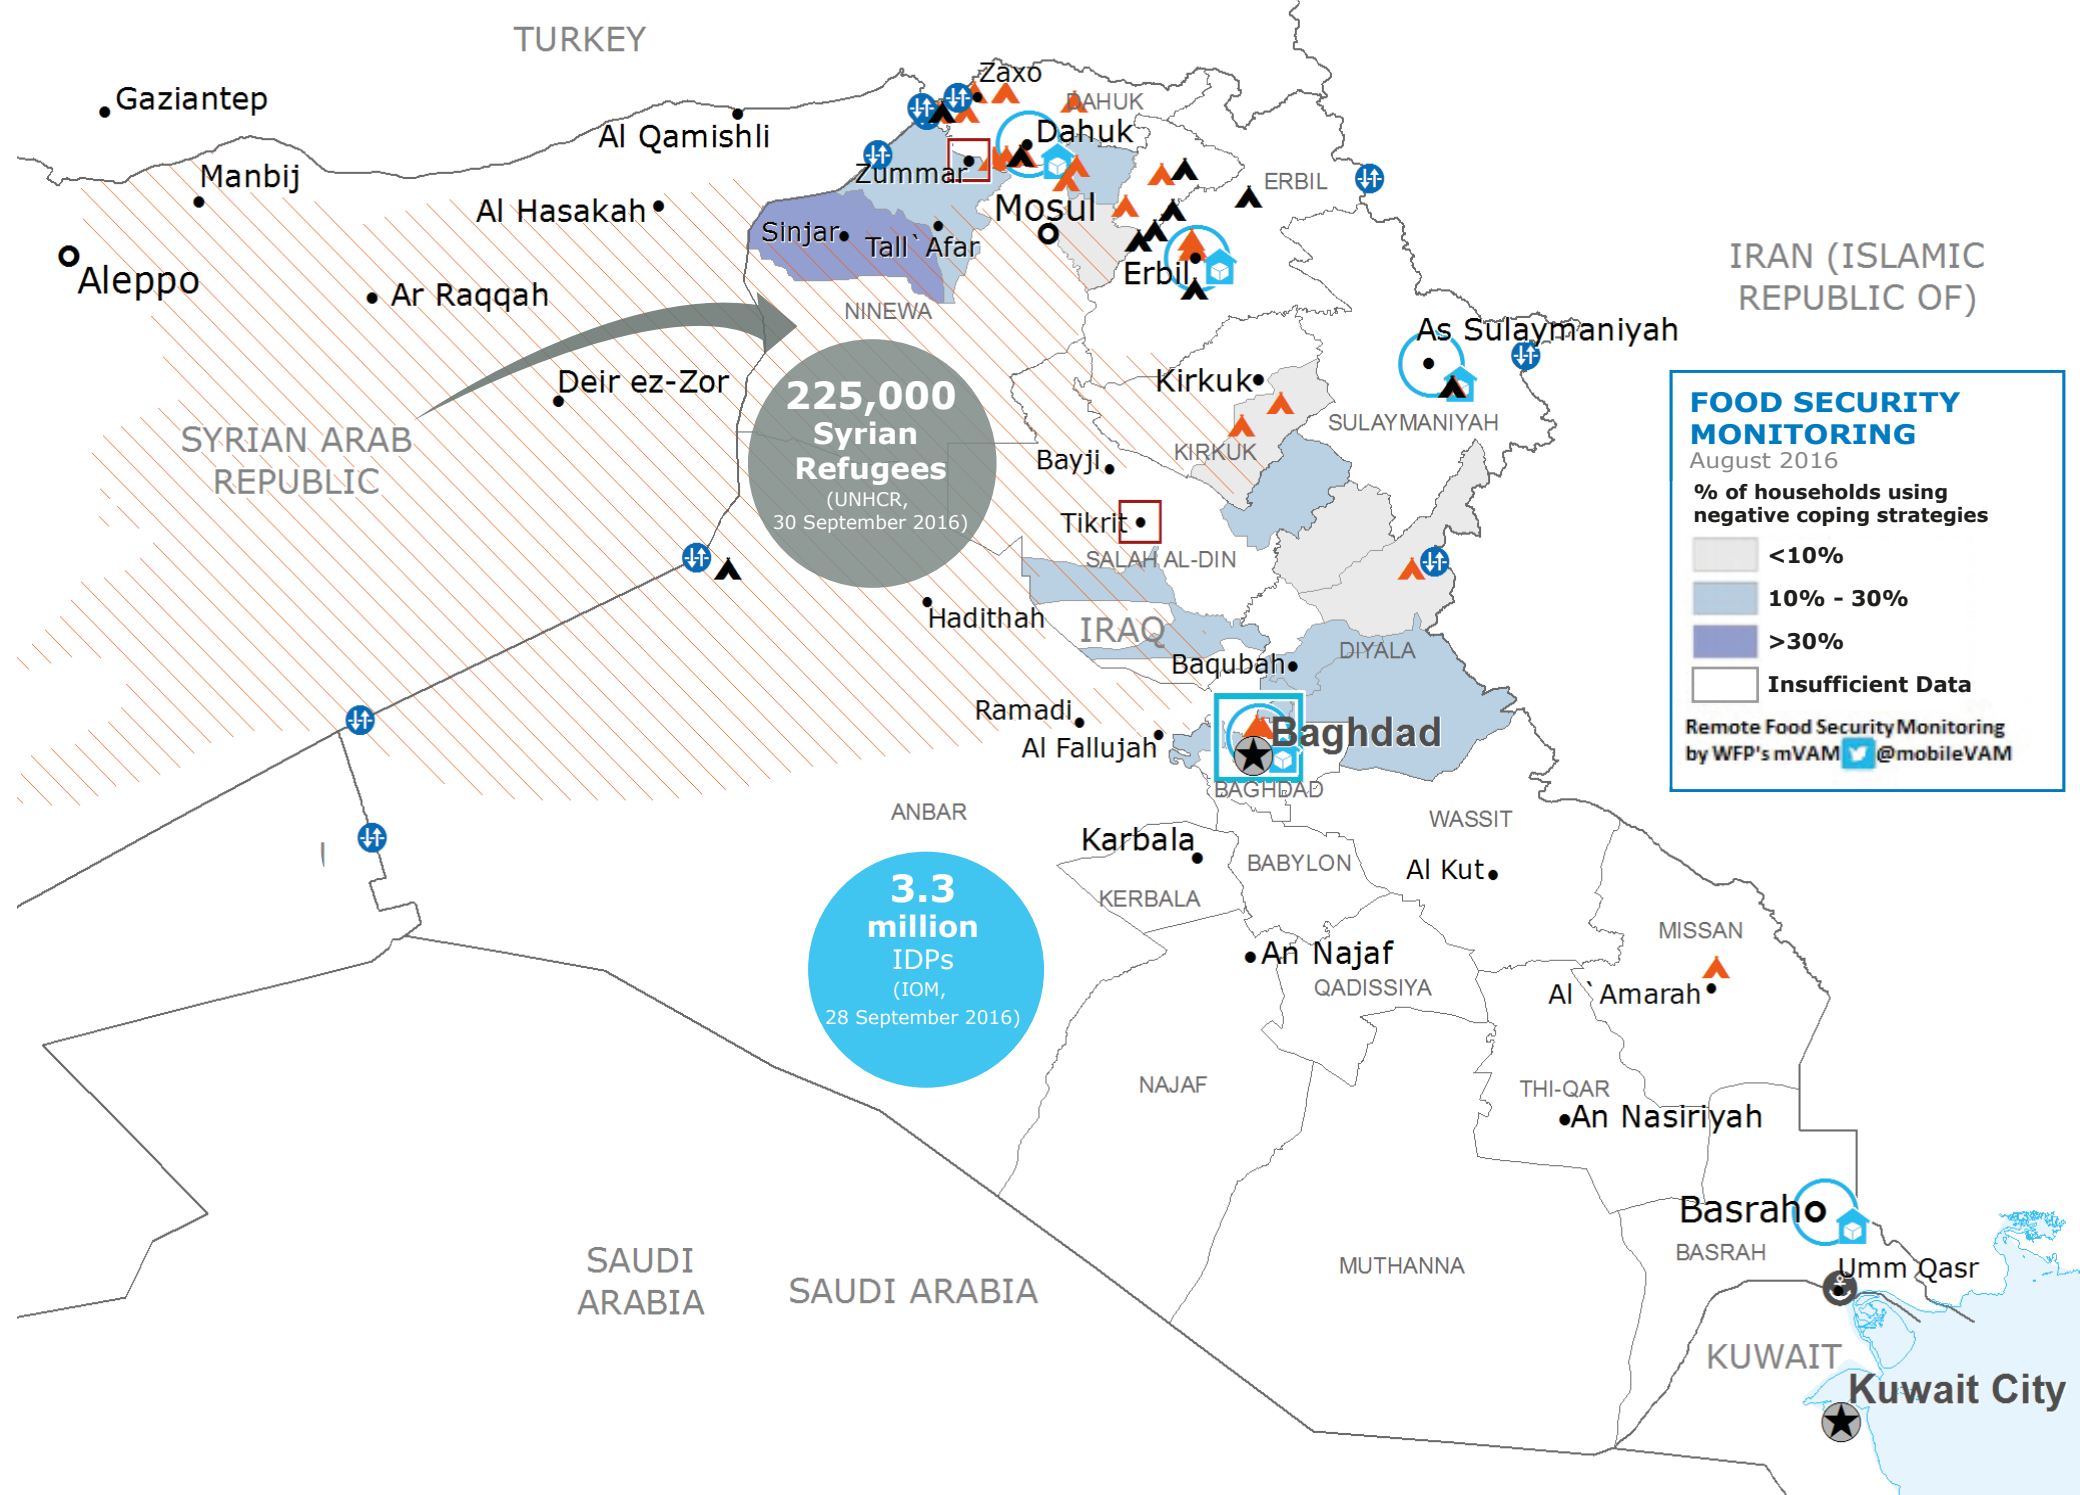 TURKEY
Zaxo
Gaziantep
DAHUK
Al Qamishli
Dahuk
Manbij
Zummar
ERBIL
Al Hasakah
Mosul
Sinjar
Tall`Afar
Aleppo
Erbil
IRAN (ISLAMIC
REPUBLIC OF)
Ar Raqqah
NINEWA
As Sulaymaniyah
Deir ez-Zor
Kirkuk
225,000
Syrian
Refugees
(UNHCR,
30 September 2016)
SYRIAN ARAB
REPUBLIC
SULAYMANIYAH
KIRKUK
Bayji
Tikrit
SALAH AL-DIN
Hadithah
IRAQ
DIYALA
Baqubah
Ramadi
Al Fallujah
Baghdad
BAGHDAD
FOOD SECURITY
MONITORING
August 2016
% of households using
negative coping strategies
<10%
10% - 30%
>30%
Insufficient Data
Remote Food Security Monitoring
by WFP's mVAM @mobileVAM
ANBAR
WASSIT
Karbala
BABYLON
Al Kut
KERBALA
3.3
million
IDPs
(IOM,
28 September 2016)
MISSAN
An Najaf
QADISSIYA
Al `Amarah
NAJAF
THI-QAR
An Nasiriyah
Basrah
BASRAH
SAUDI
ARABIA
SAUDI ARABIA
MUTHANNA
Umm Qasr
KUWAIT
Kuwait City